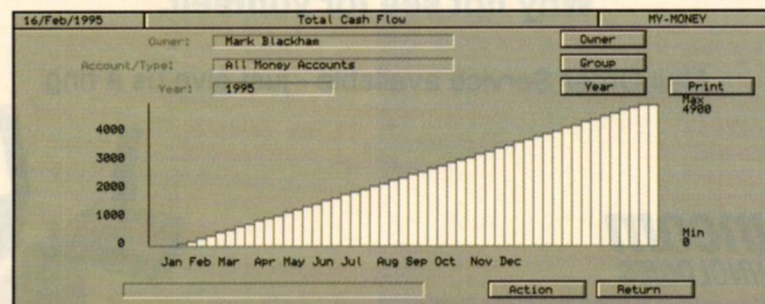 16/Feb/1995 Total Cash Flow MY-MONEY
Owner: Mark Blackham Owner
Account/Type: All Money Accounts Group
Year: 1995 Year Print
Max
4900
4000
3000
2000
1000
0
Min
0
Jan Feb Mar Apr May Jun Jul Aug Sep Oct Nov Dec
Action Return